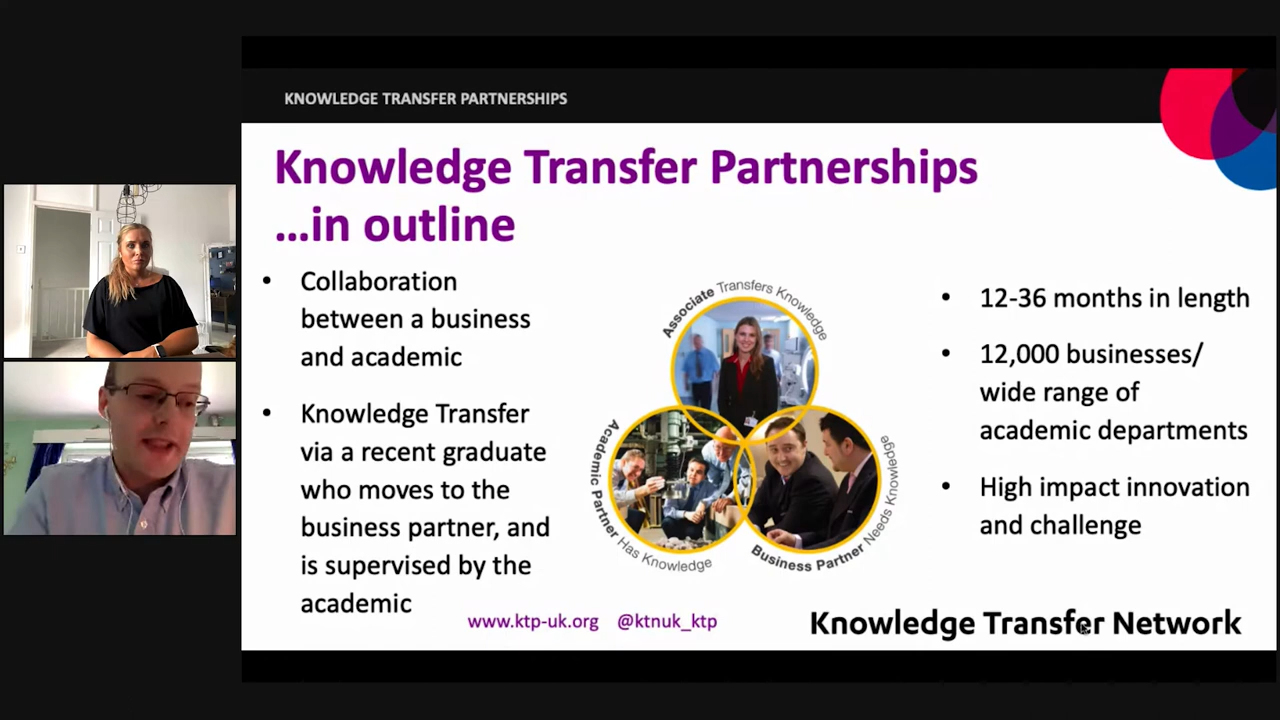 KNOWLEDGE TRANSFER PARTNERSHIPS
Knowledge Transfer Partnerships
...in outline
• Collaboration
between a business
and academic
• Knowledge Transfer
via a recent graduate
who moves to the
business partner, and
is supervised by the
academic
Associate Transfers Knowledge
Academic Partner Has Knowledge
Business Partner Needs Knowledge
• 12-36 months in length
• 12,000 businesses/
wide range of
academic departments
• High impact innovation
and challenge
www.ktp-uk.org @ktnuk_ktp
Knowledge Transfer Network